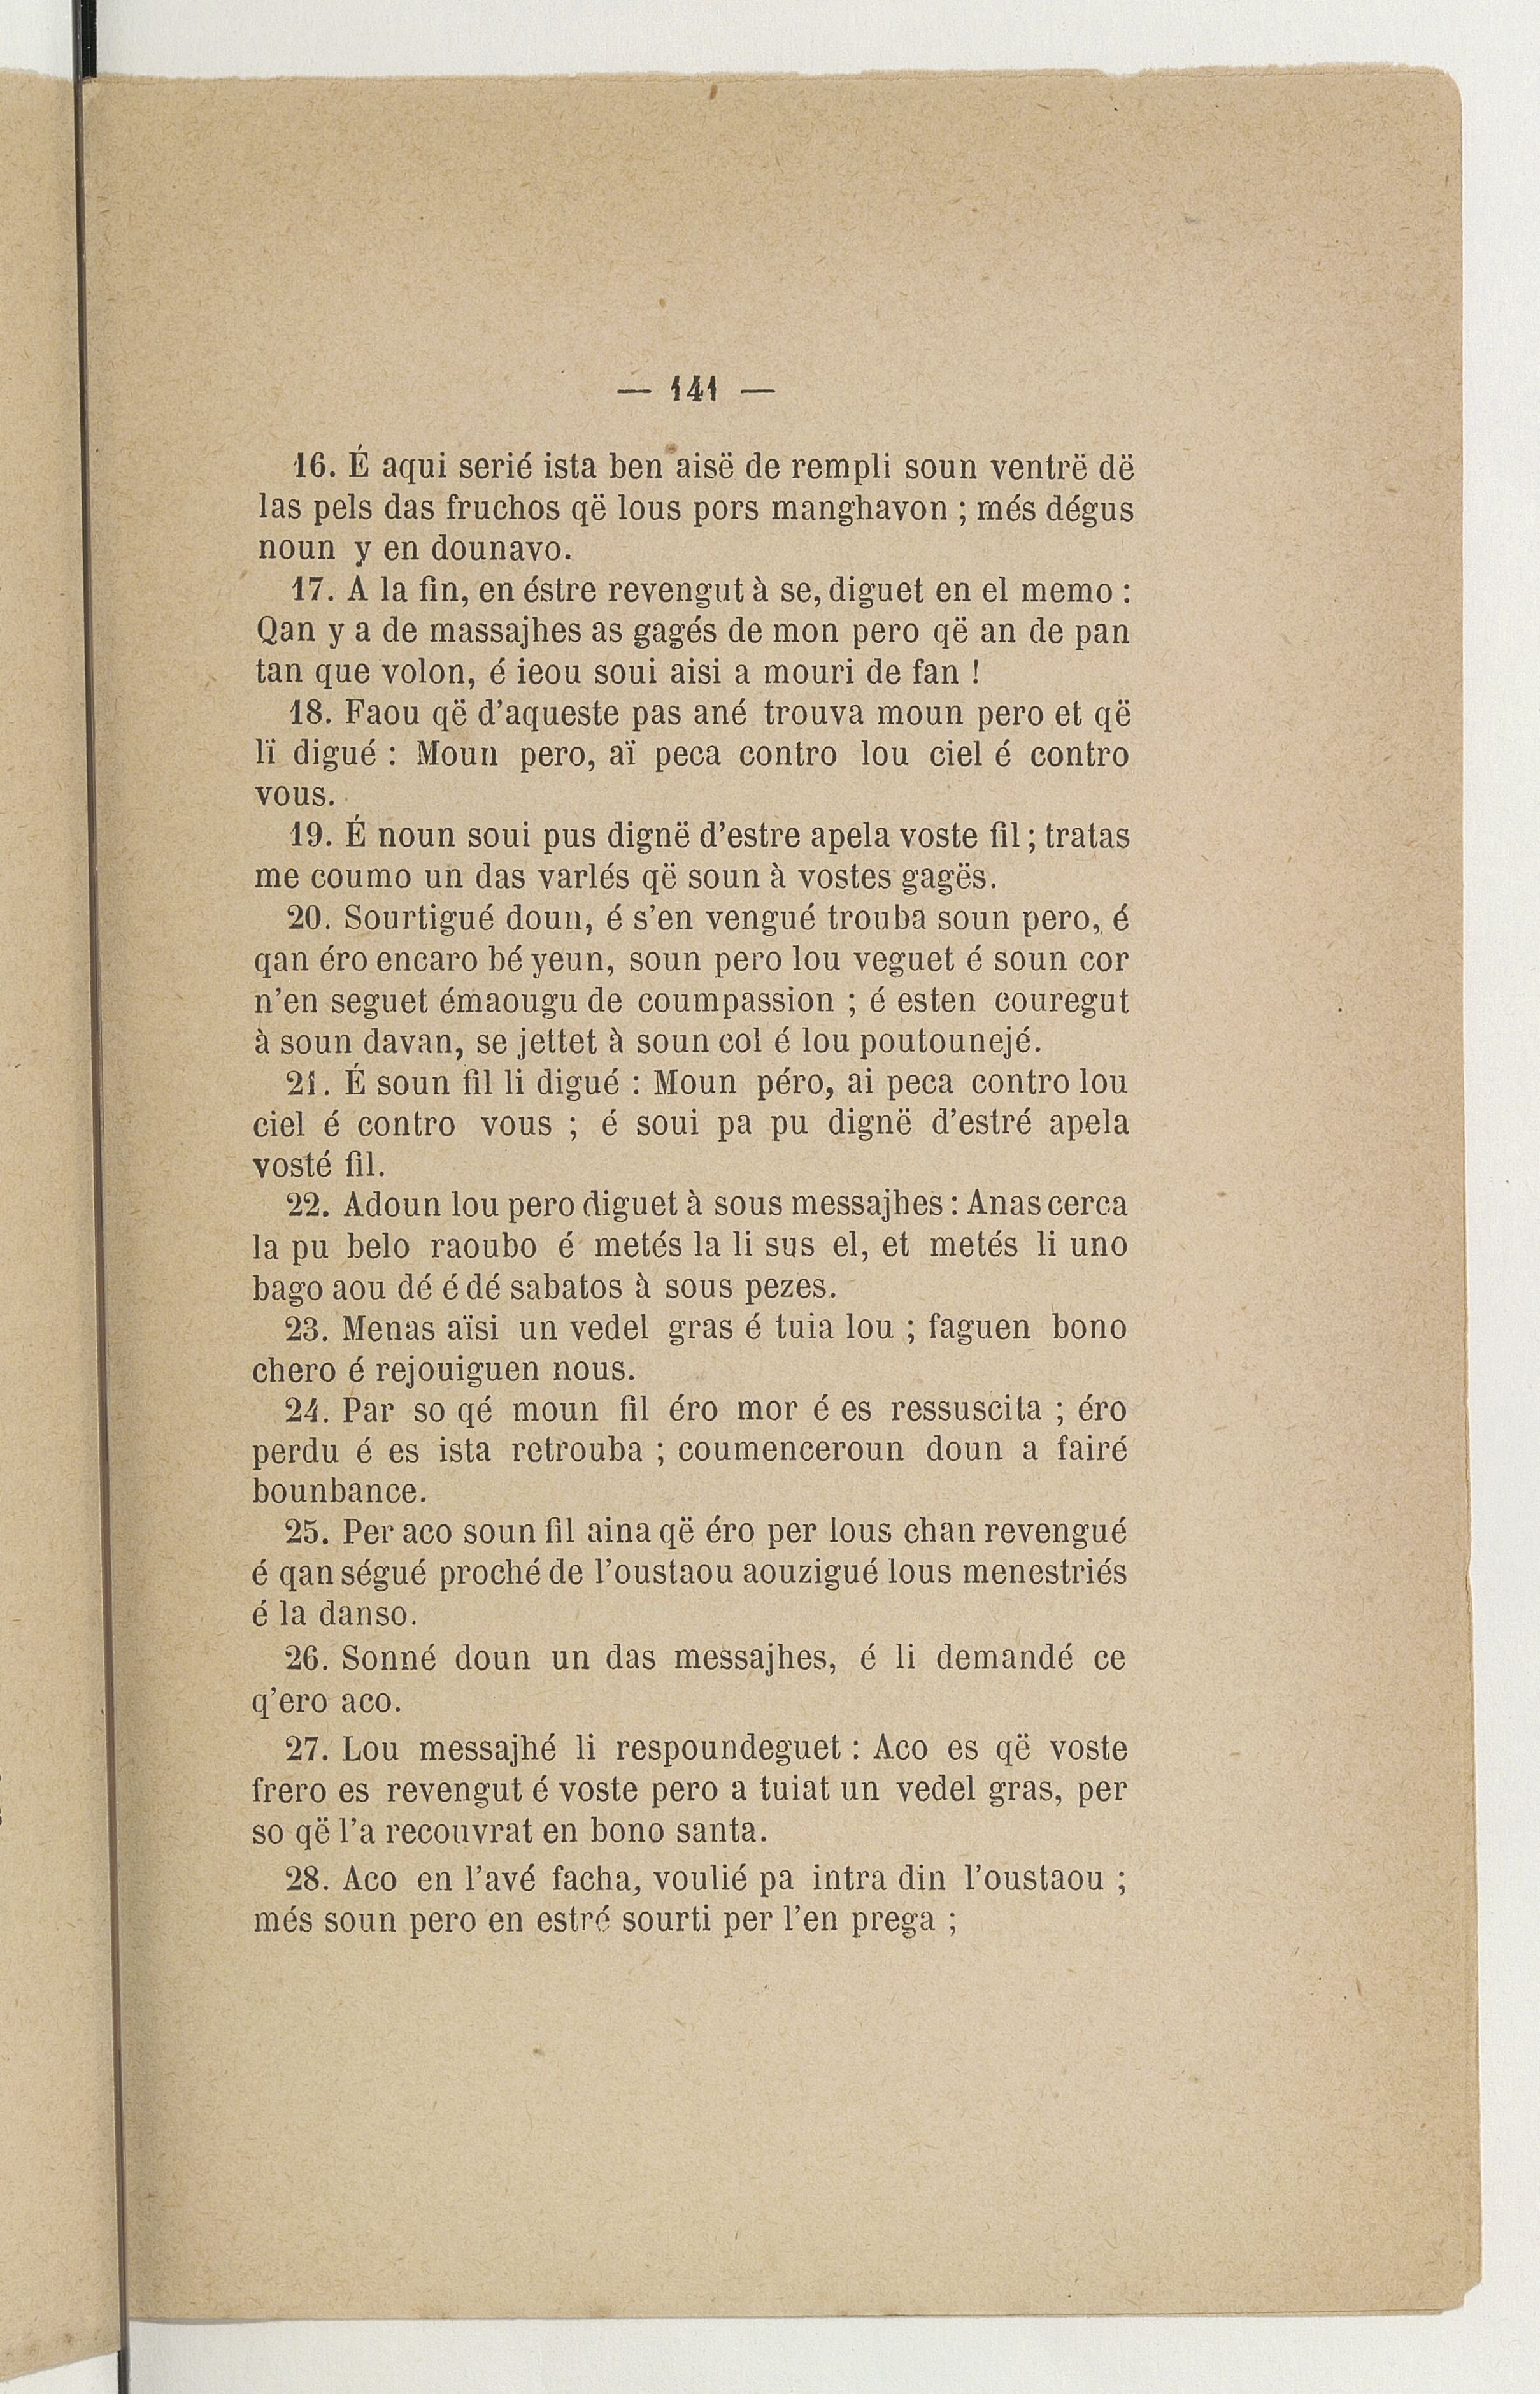 — 141 —
16. É aqui serié ista ben aisë de rempli soun ventrë dë
las pels das fruchos që lous pors manghavon ; més dégus
noun y en dounavo.
17. A la fin, en éstre revengut à se, diguet en el memo :
Qan y a de massajhes as gagés de mon pero që an de pan
tan que volon, é ieou soui aisi a mouri de fan !
18. Faou që d'aqueste pas ané trouva moun pero et që
lï digué : Moun pero, aï peca contro lou ciel é contro
vous.
19. É noun soui pus dignë d'estre apela voste fil ; tratas
me coumo un das varlés që soun à vostes gagës.
20. Sourtigué doun, é s'en vengué trouba soun pero, é
qan éro encaro bé yeun, soun pero lou veguet é soun cor
n'en seguet émaougu de coumpassion ; é esten couregut
à soun davan, se jettet à soun col é lou poutounejé.
21. É soun fil li digué : Moun péro, ai peca contro lou
ciel é contro vous ; é soui pa pu dignë d'estré apela
vosté fil.
22. Adoun lou pero diguet à sous messajhes : Anas cerca
la pu belo raoubo é metés la li sus el, et metés li uno
bago aou dé é dé sabatos à sous pezes.
23. Menas aïsi un vedel gras é tuia lou ; faguen bono
chero é rejouiguen nous.
24. Par so qé moun fil éro mor é es ressuscita ; éro
perdu é es ista retrouba ; coumenceroun doun a fairé
bounbance.
25. Per aco soun fil aina që éro per lous chan revengué
é qan ségué proché de l'oustaou aouzigué lous menestriés
é la danso.
26. Sonné doun un das messajhes, é li demandé ce
q'ero aco.
27. Lou messajhé li respoundeguet : Aco es që voste
frero es revengut é voste pero a tuiat un vedel gras, per
so që l'a recouvrat en bono santa.
28. Aco en l'avé facha, voulié pa intra din l'oustaou ;
més soun pero en estré sourti per l'en prega ;